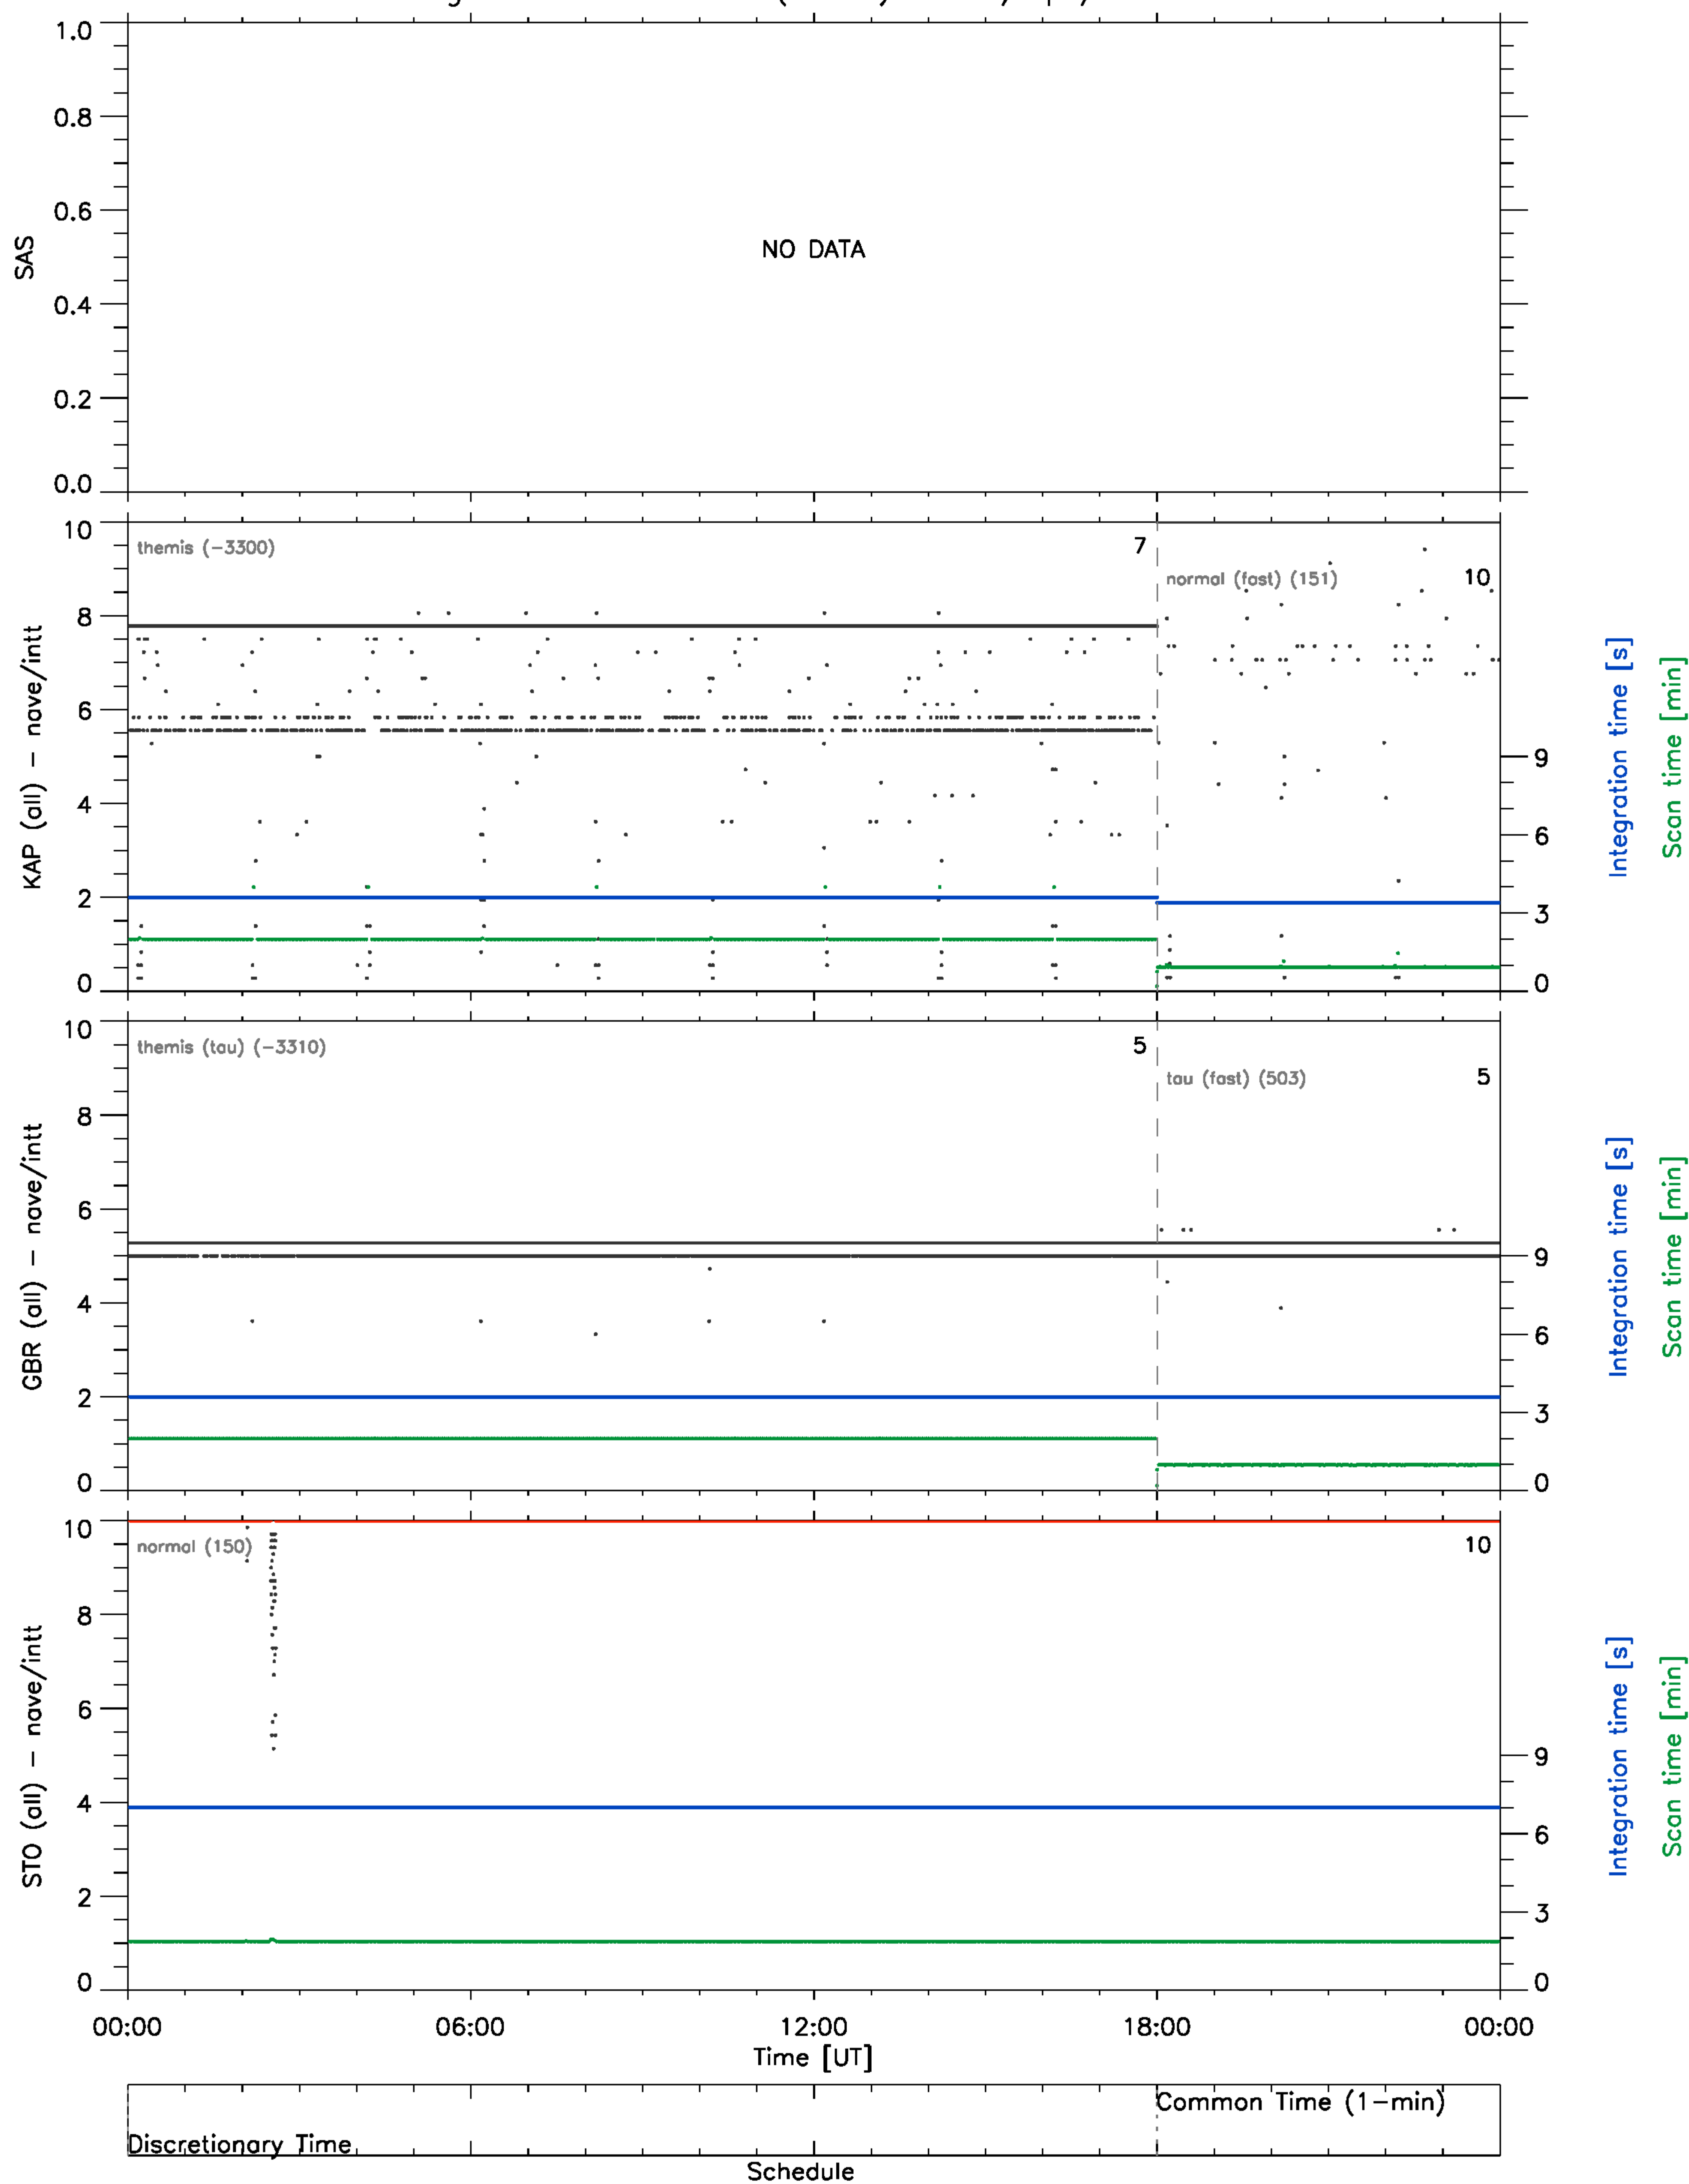 SAS
1.0
0.8
0.6
0.4
0.2
0.0
NO DATA
KAP (all) − nave/intt
10
8
6
4
2
0
themis (−3300)
7
normal (fast) (151)
10
9
6
3
0
Integration time [s]
Scan time [min]
GBR (all) − nave/intt
10
8
6
4
2
0
themis (tau) (−3310)
5
tau (fast) (503)
5
9
6
3
0
Integration time [s]
Scan time [min]
STO (all) − nave/intt
10
8
6
4
2
0
normal (150)
10
9
6
3
0
Integration time [s]
Scan time [min]
00:00 06:00 12:00 18:00 00:00
Time [UT]
Common Time (1−min)
Discretionary Time
Schedule